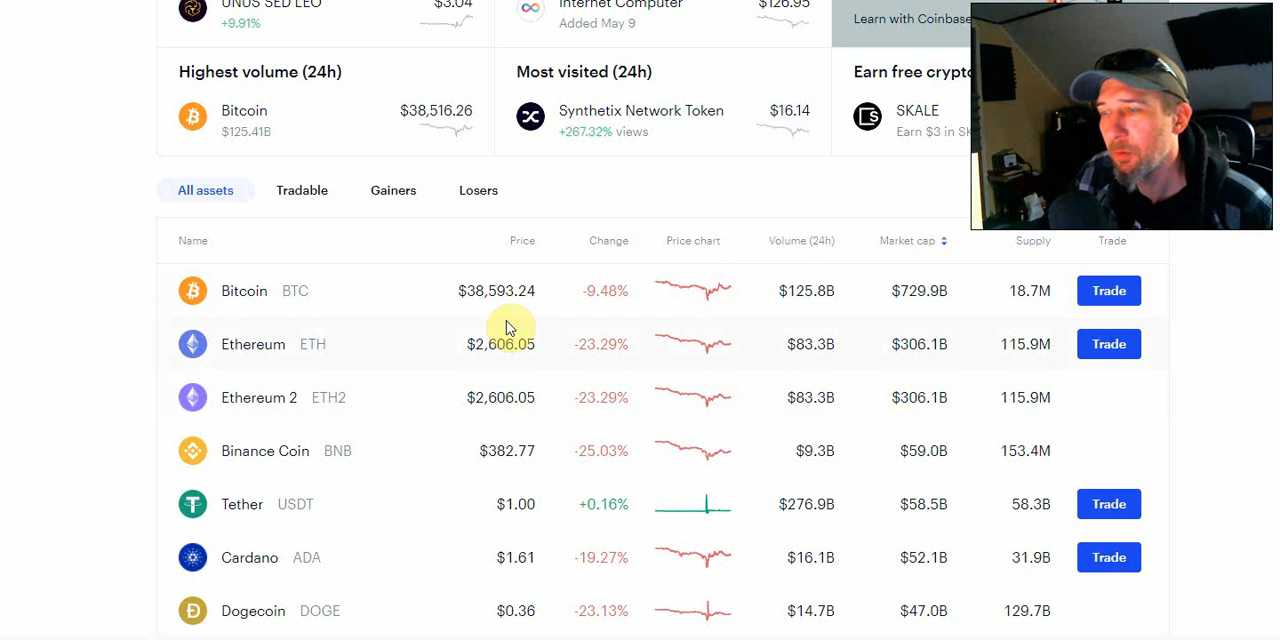 UNUS SED LEO $3.04 Internet Computer $126.95
+9.91% Added May 9 Learn with Coinbase
Highest volume (24h) Most visited (24h) Earn free crypto
Bitcoin $38,516.26 Synthetix Network Token $16.14 SKALE
$125.41B +267.32% views Earn $3 in SK
All assets Tradable Gainers Losers
Name Price Change Price chart Volume (24h) Market cap Supply Trade
Bitcoin BTC $38,593.24 -9.48% $125.8B $729.9B 18.7M Trade
Ethereum ETH $2,606.05 -23.29% $83.3B $306.1B 115.9M Trade
Ethereum 2 ETH2 $2,606.05 -23.29% $83.3B $306.1B 115.9M
Binance Coin BNB $382.77 -25.03% $9.3B $59.0B 153.4M
Tether USDT $1.00 +0.16% $276.9B $58.5B 58.3B Trade
Cardano ADA $1.61 -19.27% $16.1B $52.1B 31.9B Trade
Dogecoin DOGE $0.36 -23.13% $14.7B $47.0B 129.7B